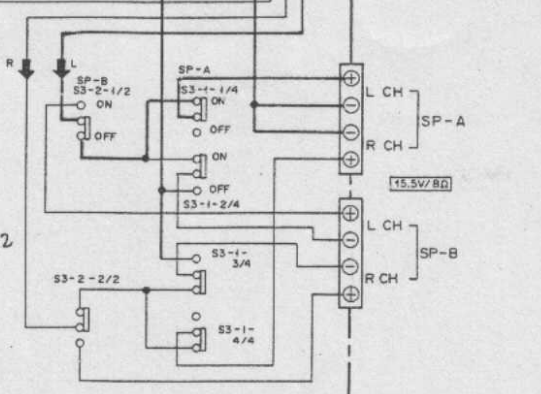 R
L
SP-B
S3-2-1/2
ON
OFF
SP-A
S3-1-1/4
ON
OFF
ON
OFF
S3-1-2/4
+
L CH
-
-
R CH
+
SP-A
15.5V/8Ω
+
L CH
-
-
R CH
+
SP-B
2
S3-1-
3/4
S3-2-2/2
S3-1-
4/4